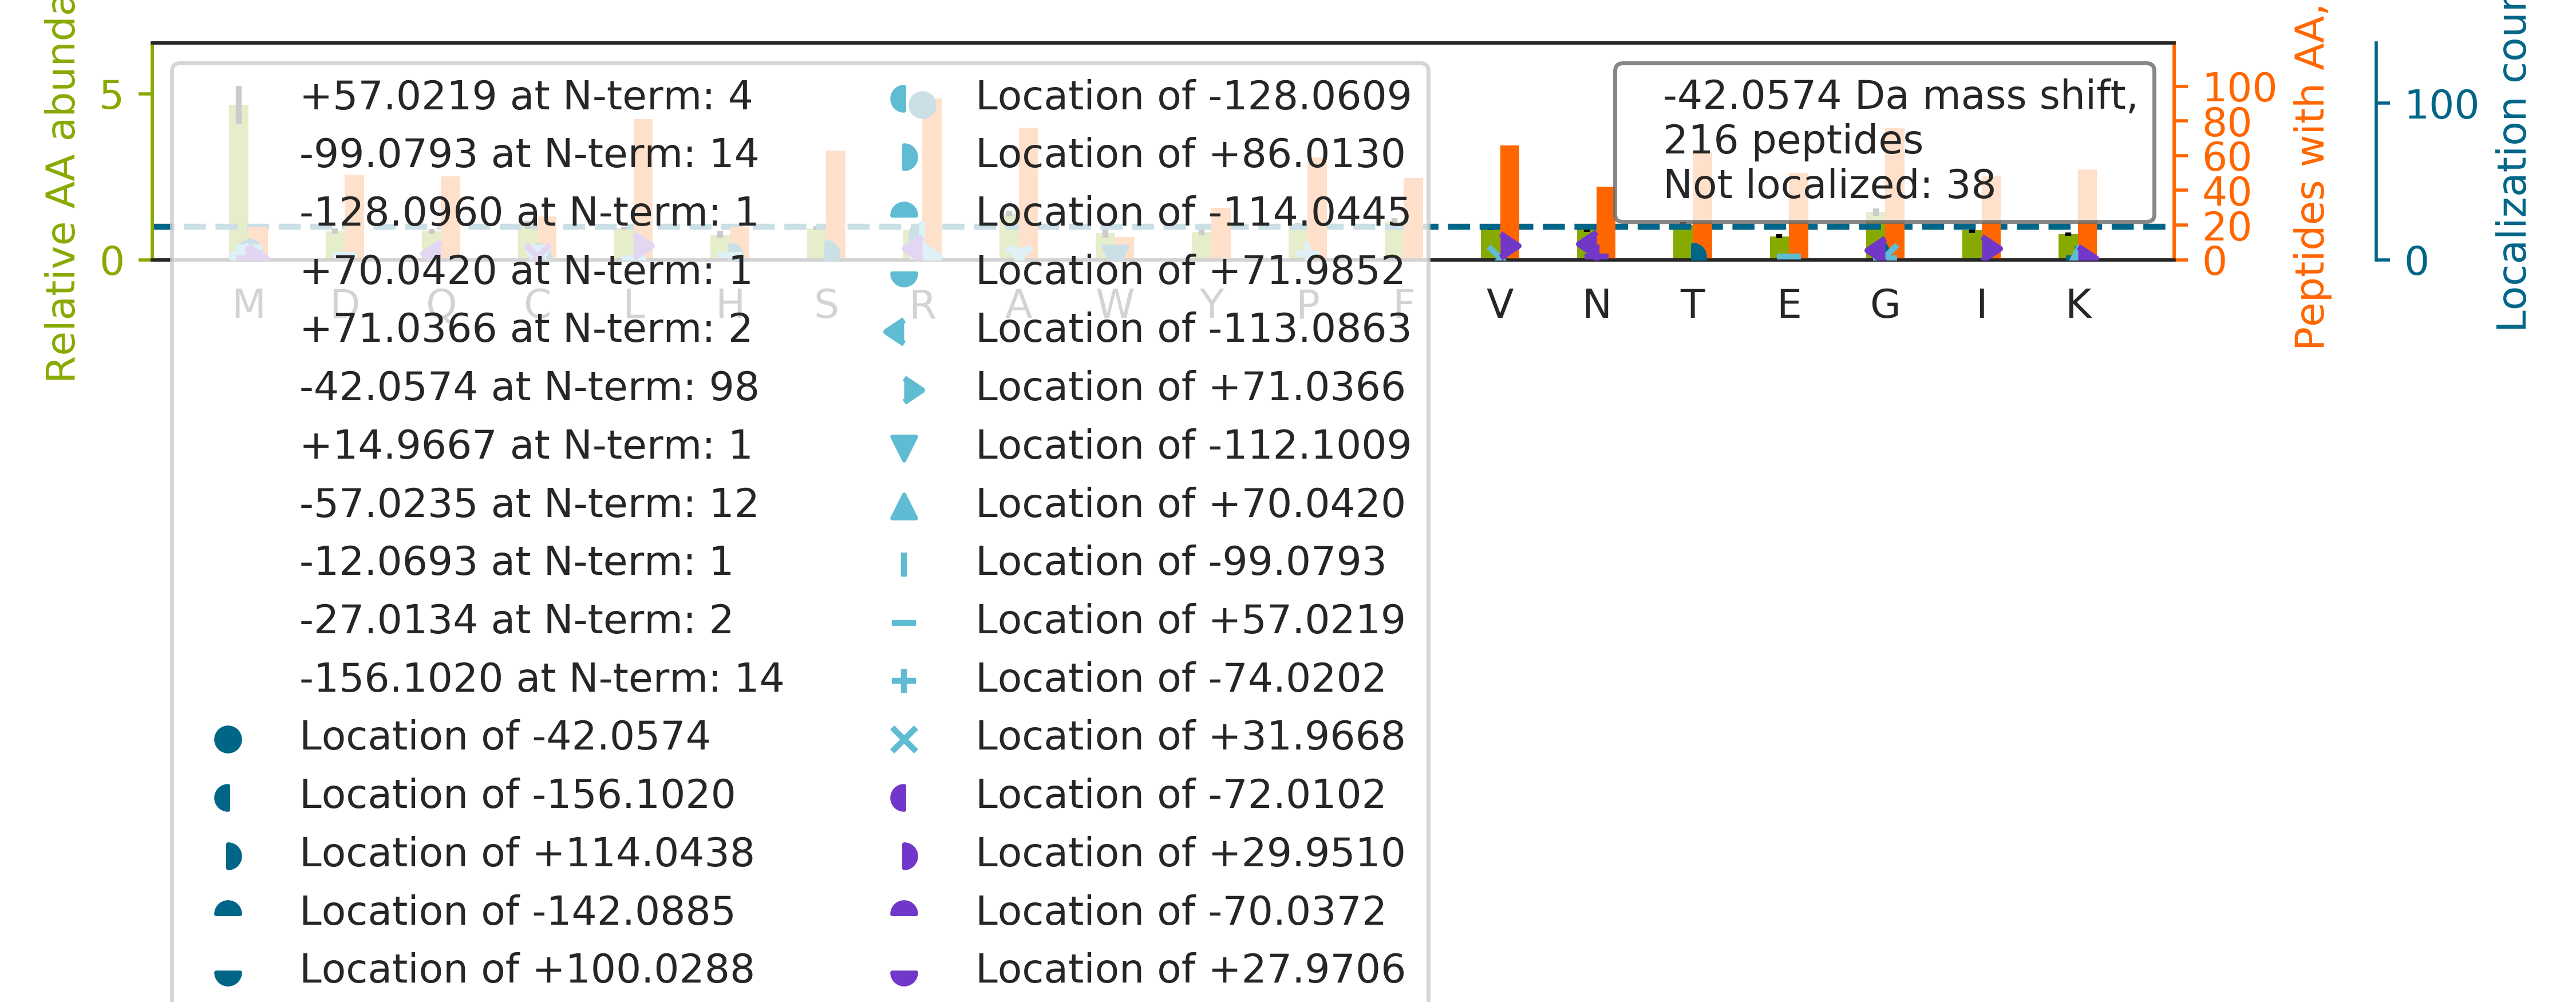 Relative AA abunda
5
0
+57.0219 at N-term: 4
-99.0793 at N-term: 14
-128.0960 at N-term: 1
+70.0420 at N-term: 1
+71.0366 at N-term: 2
-42.0574 at N-term: 98
+14.9667 at N-term: 1
-57.0235 at N-term: 12
-12.0693 at N-term: 1
-27.0134 at N-term: 2
-156.1020 at N-term: 14
Location of -42.0574
Location of -156.1020
Location of +114.0438
Location of -142.0885
Location of +100.0288
Location of -128.0609
Location of +86.0130
Location of -114.0445
Location of +71.9852
Location of -113.0863
Location of +71.0366
Location of -112.1009
Location of +70.0420
Location of -99.0793
Location of +57.0219
Location of -74.0202
Location of +31.9668
Location of -72.0102
Location of +29.9510
Location of -70.0372
Location of +27.9706
M D Q C L H S R A W Y P F V N T E G I K
-42.0574 Da mass shift,
216 peptides
Not localized: 38
100
80
60
40
20
0
Peptides with AA,
100
0
Localization cour